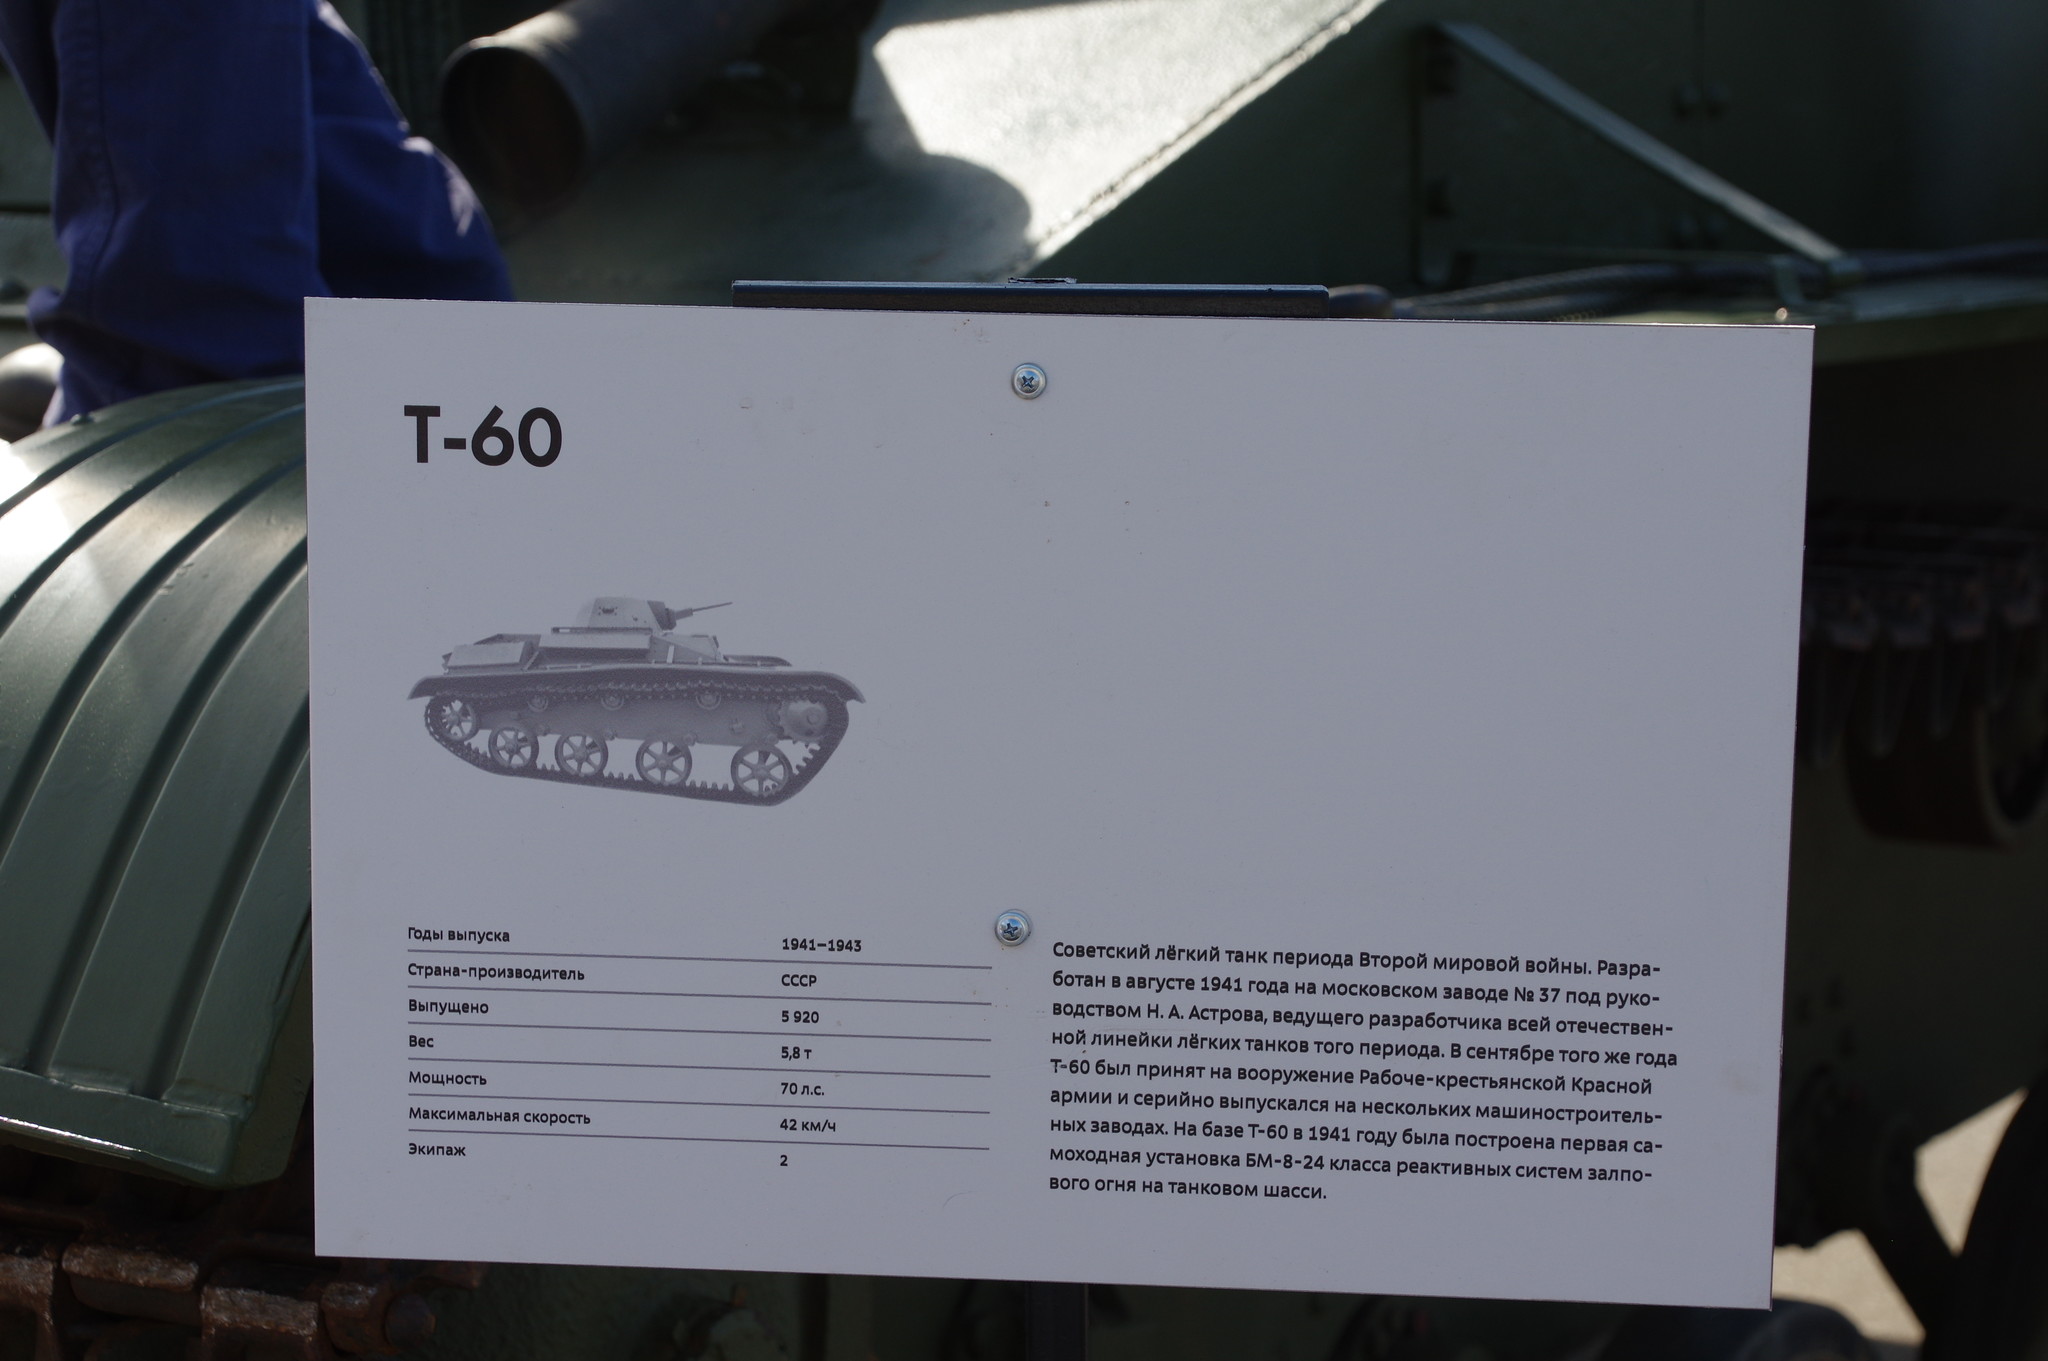 Т-60
Годы выпуска 1941–1943
Страна-производитель СССР
Выпущено 5 920
Вес 5,8 т
Мощность 70 л.с.
Максимальная скорость 42 км/ч
Экипаж 2
Советский лёгкий танк периода Второй мировой войны. Разра-
ботан в августе 1941 года на московском заводе № 37 под руко-
водством Н. А. Астрова, ведущего разработчика всей отечествен-
ной линейки лёгких танков того периода. В сентябре того же года
Т-60 был принят на вооружение Рабоче-крестьянской Красной
армии и серийно выпускался на нескольких машиностроитель-
ных заводах. На базе Т-60 в 1941 году была построена первая са-
моходная установка БМ-8-24 класса реактивных систем залпо-
вого огня на танковом шасси.